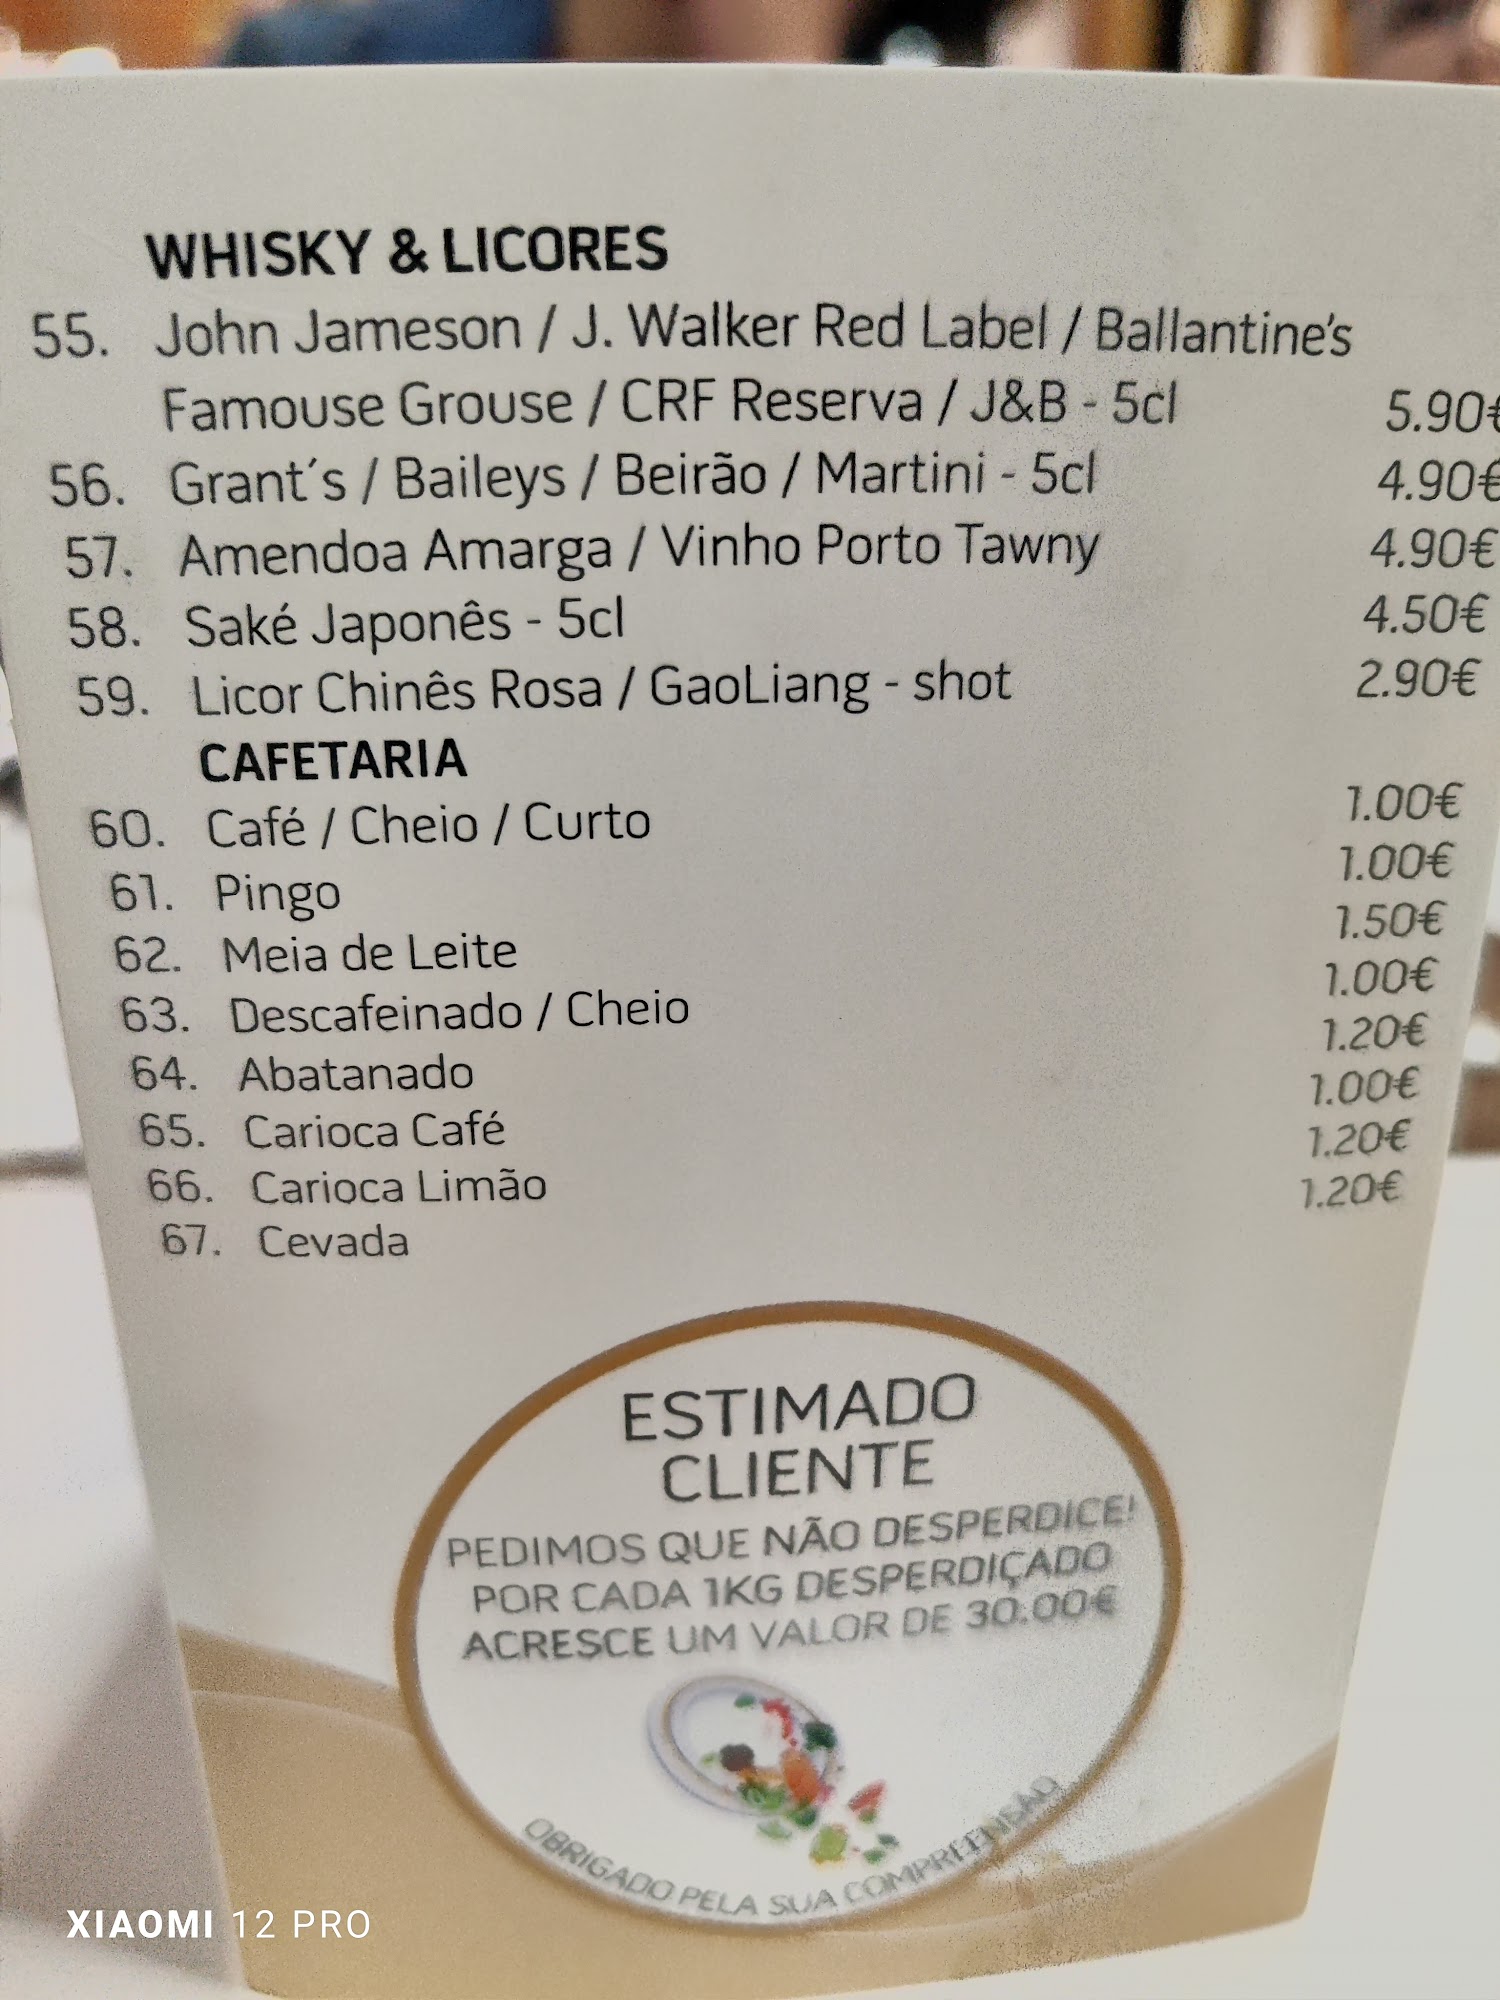 WHISKY & LICORES
55. John Jameson / J. Walker Red Label / Ballantine's
Famouse Grouse / CRF Reserva / J&B - 5cl 5.90€
56. Grant´s / Baileys / Beirão / Martini - 5cl 4.90€
57. Amendoa Amarga / Vinho Porto Tawny 4.90€
58. Saké Japonês - 5cl 4.50€
59. Licor Chinês Rosa / GaoLiang - shot 2.90€
CAFETARIA
60. Café / Cheio / Curto 1.00€
61. Pingo 1.00€
62. Meia de Leite 1.50€
63. Descafeinado / Cheio 1.00€
64. Abatanado 1.20€
65. Carioca Café 1.00€
66. Carioca Limão 1.20€
67. Cevada 1.20€
ESTIMADO
CLIENTE
PEDIMOS QUE NÃO DESPERDICE!
POR CADA 1KG DESPERDIÇADO
ACRESCE UM VALOR DE 30.00€
OBRIGADO PELA SUA COMPREENSÃO
XIAOMI 12 PRO